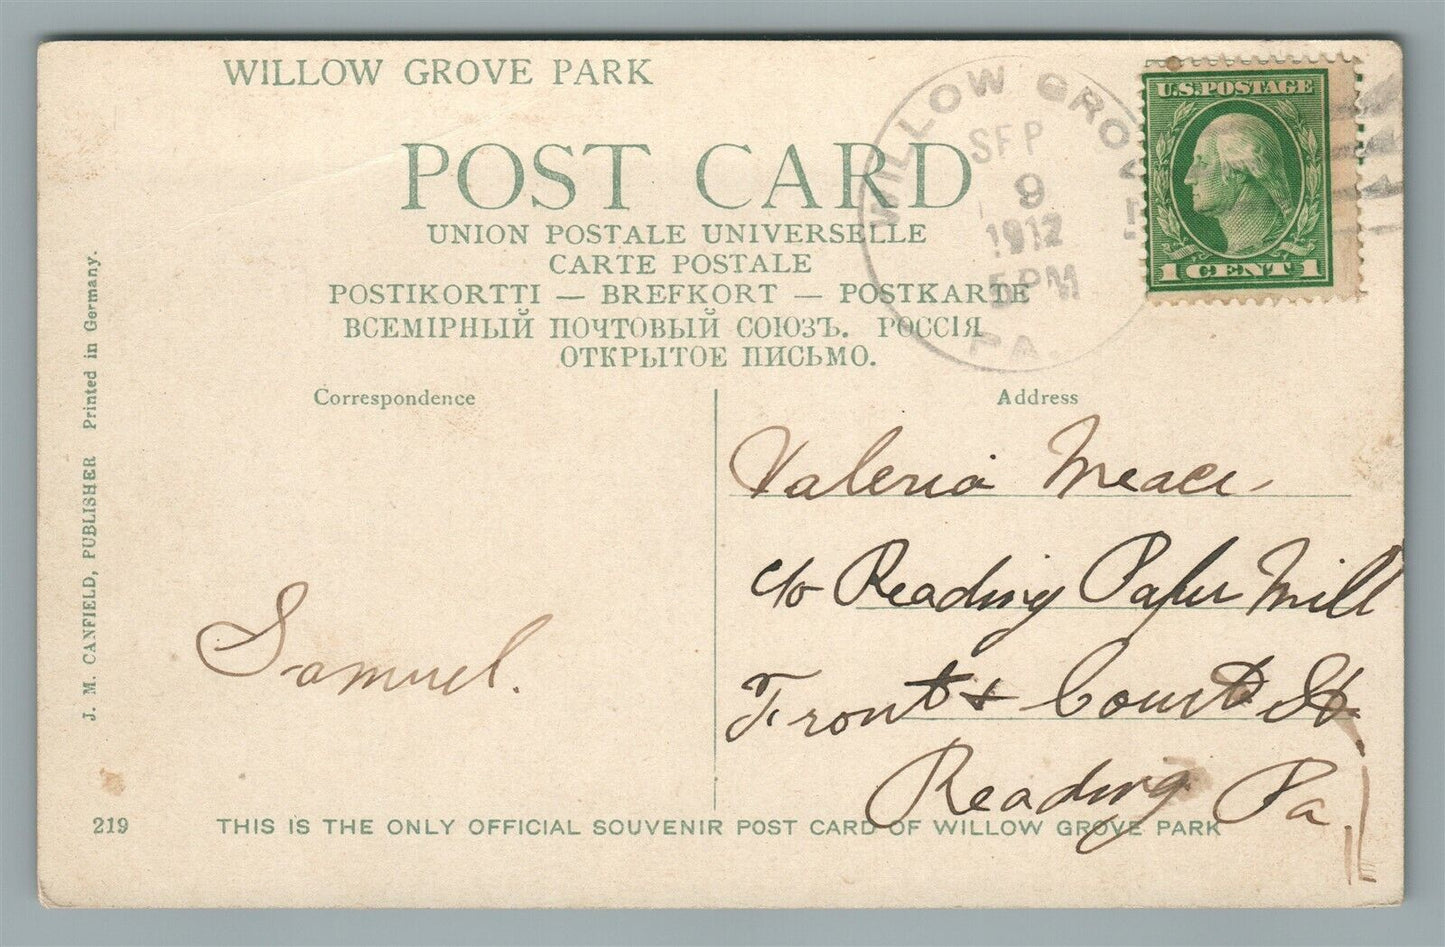 WILLOW GROVE PARK
POST CARD
UNION POSTALE UNIVERSELLE
CARTE POSTALE
POSTIKORTTI — BREFKORT — POSTKARTE
ВСЕМІРНЫЙ ПОЧТОВЫЙ СОЮЗЪ. РОССІЯ
ОТКРЫТОЕ ПИСЬМО.
WILLOW GROVE
SEP
9
1912
5 PM
PA.
U.S. POSTAGE
1 CENT 1
Correspondence
Address
Samuel.
Valeria
c/o Reading Paper Mill
Front & Court St.
Reading Pa.
J. M. CANFIELD, PUBLISHER Printed in Germany.
219
THIS IS THE ONLY OFFICIAL SOUVENIR POST CARD OF WILLOW GROVE PARK